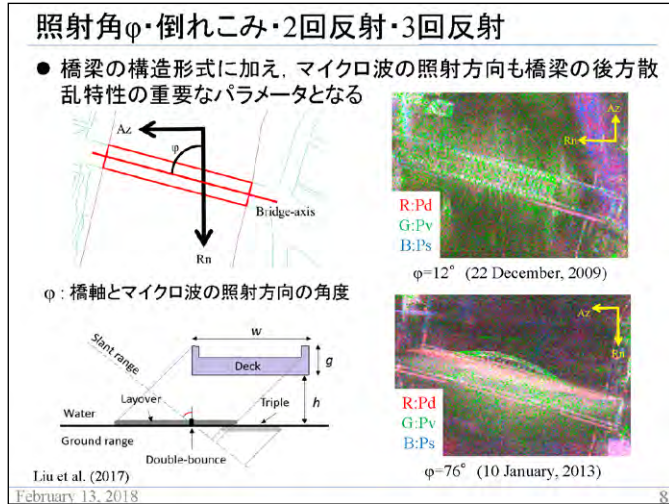 照射角φ・倒れこみ・2回反射・3回反射
● 橋梁の構造形式に加え，マイクロ波の照射方向も橋梁の後方散
乱特性の重要なパラメータとなる
Az
φ
Bridge-axis
Rn
φ：橋軸とマイクロ波の照射方向の角度
Az
Rn
R:Pd
G:Pv
B:Ps
φ=12° (22 December, 2009)
w
Slant range
Deck
g
Layover
h
Water
Triple
Ground range
Double-bounce
Liu et al. (2017)
Az
Rn
R:Pd
G:Pv
B:Ps
φ=76° (10 January, 2013)
February 13, 2018
8